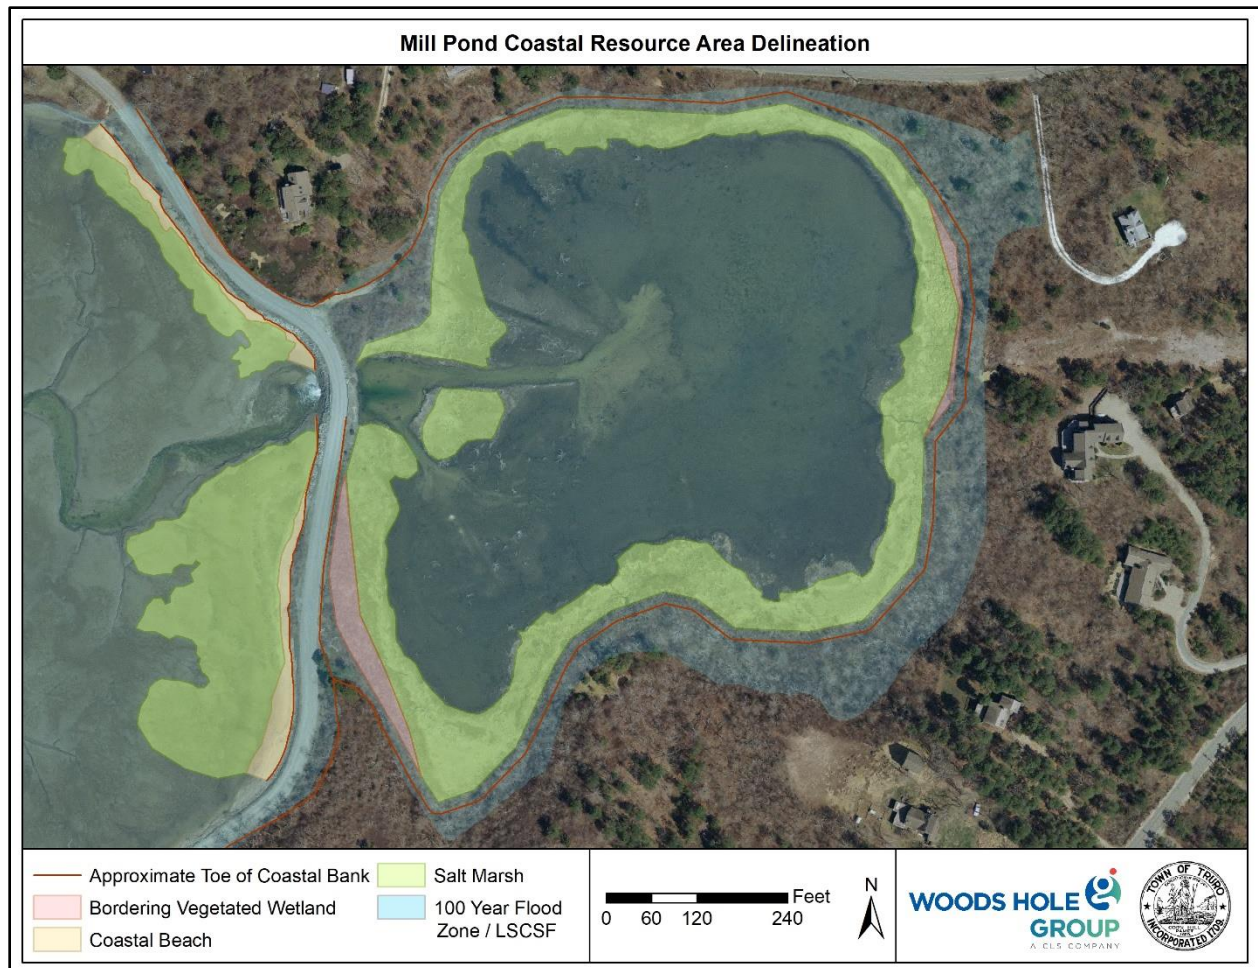 Mill Pond Coastal Resource Area Delineation
Approximate Toe of Coastal Bank
Bordering Vegetated Wetland
Coastal Beach
Salt Marsh
100 Year Flood
Zone / LSCSF
Feet
0 60 120 240
N
WOODS HOLE
GROUP
A CLS COMPANY
TOWN OF TRURO
INCORPORATED 1709.